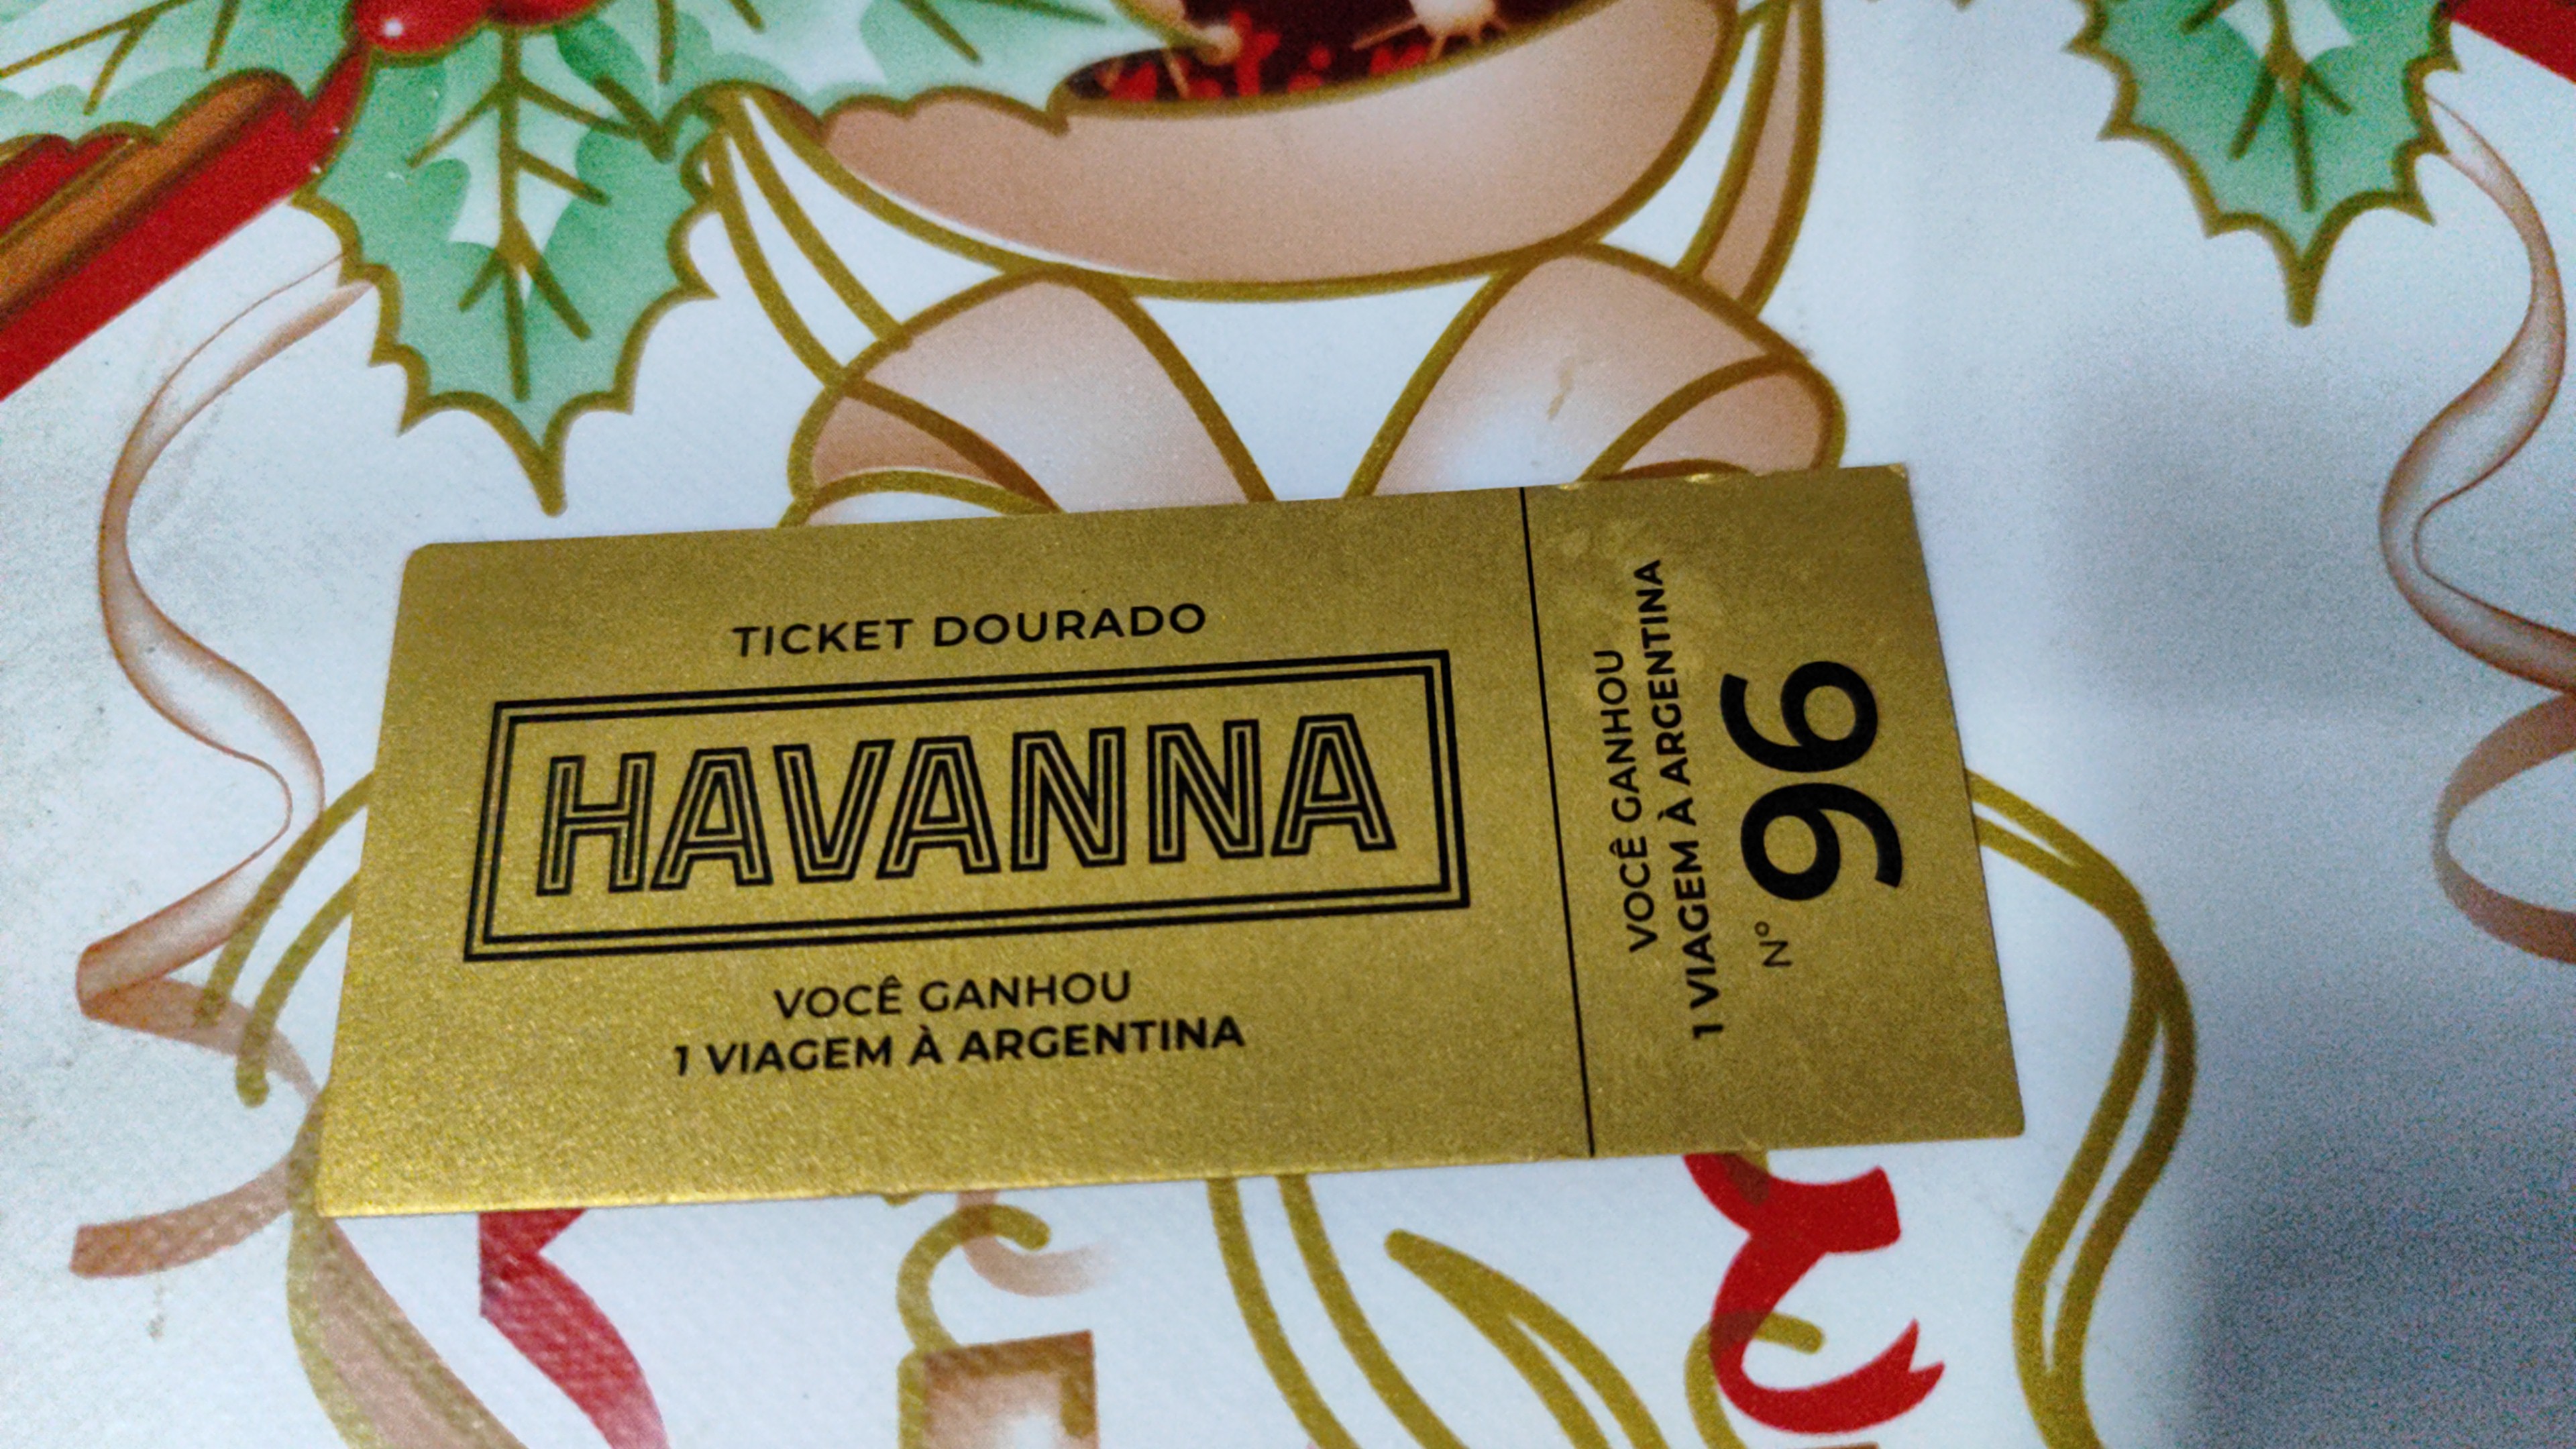 TICKET DOURADO
HAVANNA
VOCÊ GANHOU
1 VIAGEM À ARGENTINA
VOCÊ GANHOU
1 VIAGEM À ARGENTINA
Nº 96